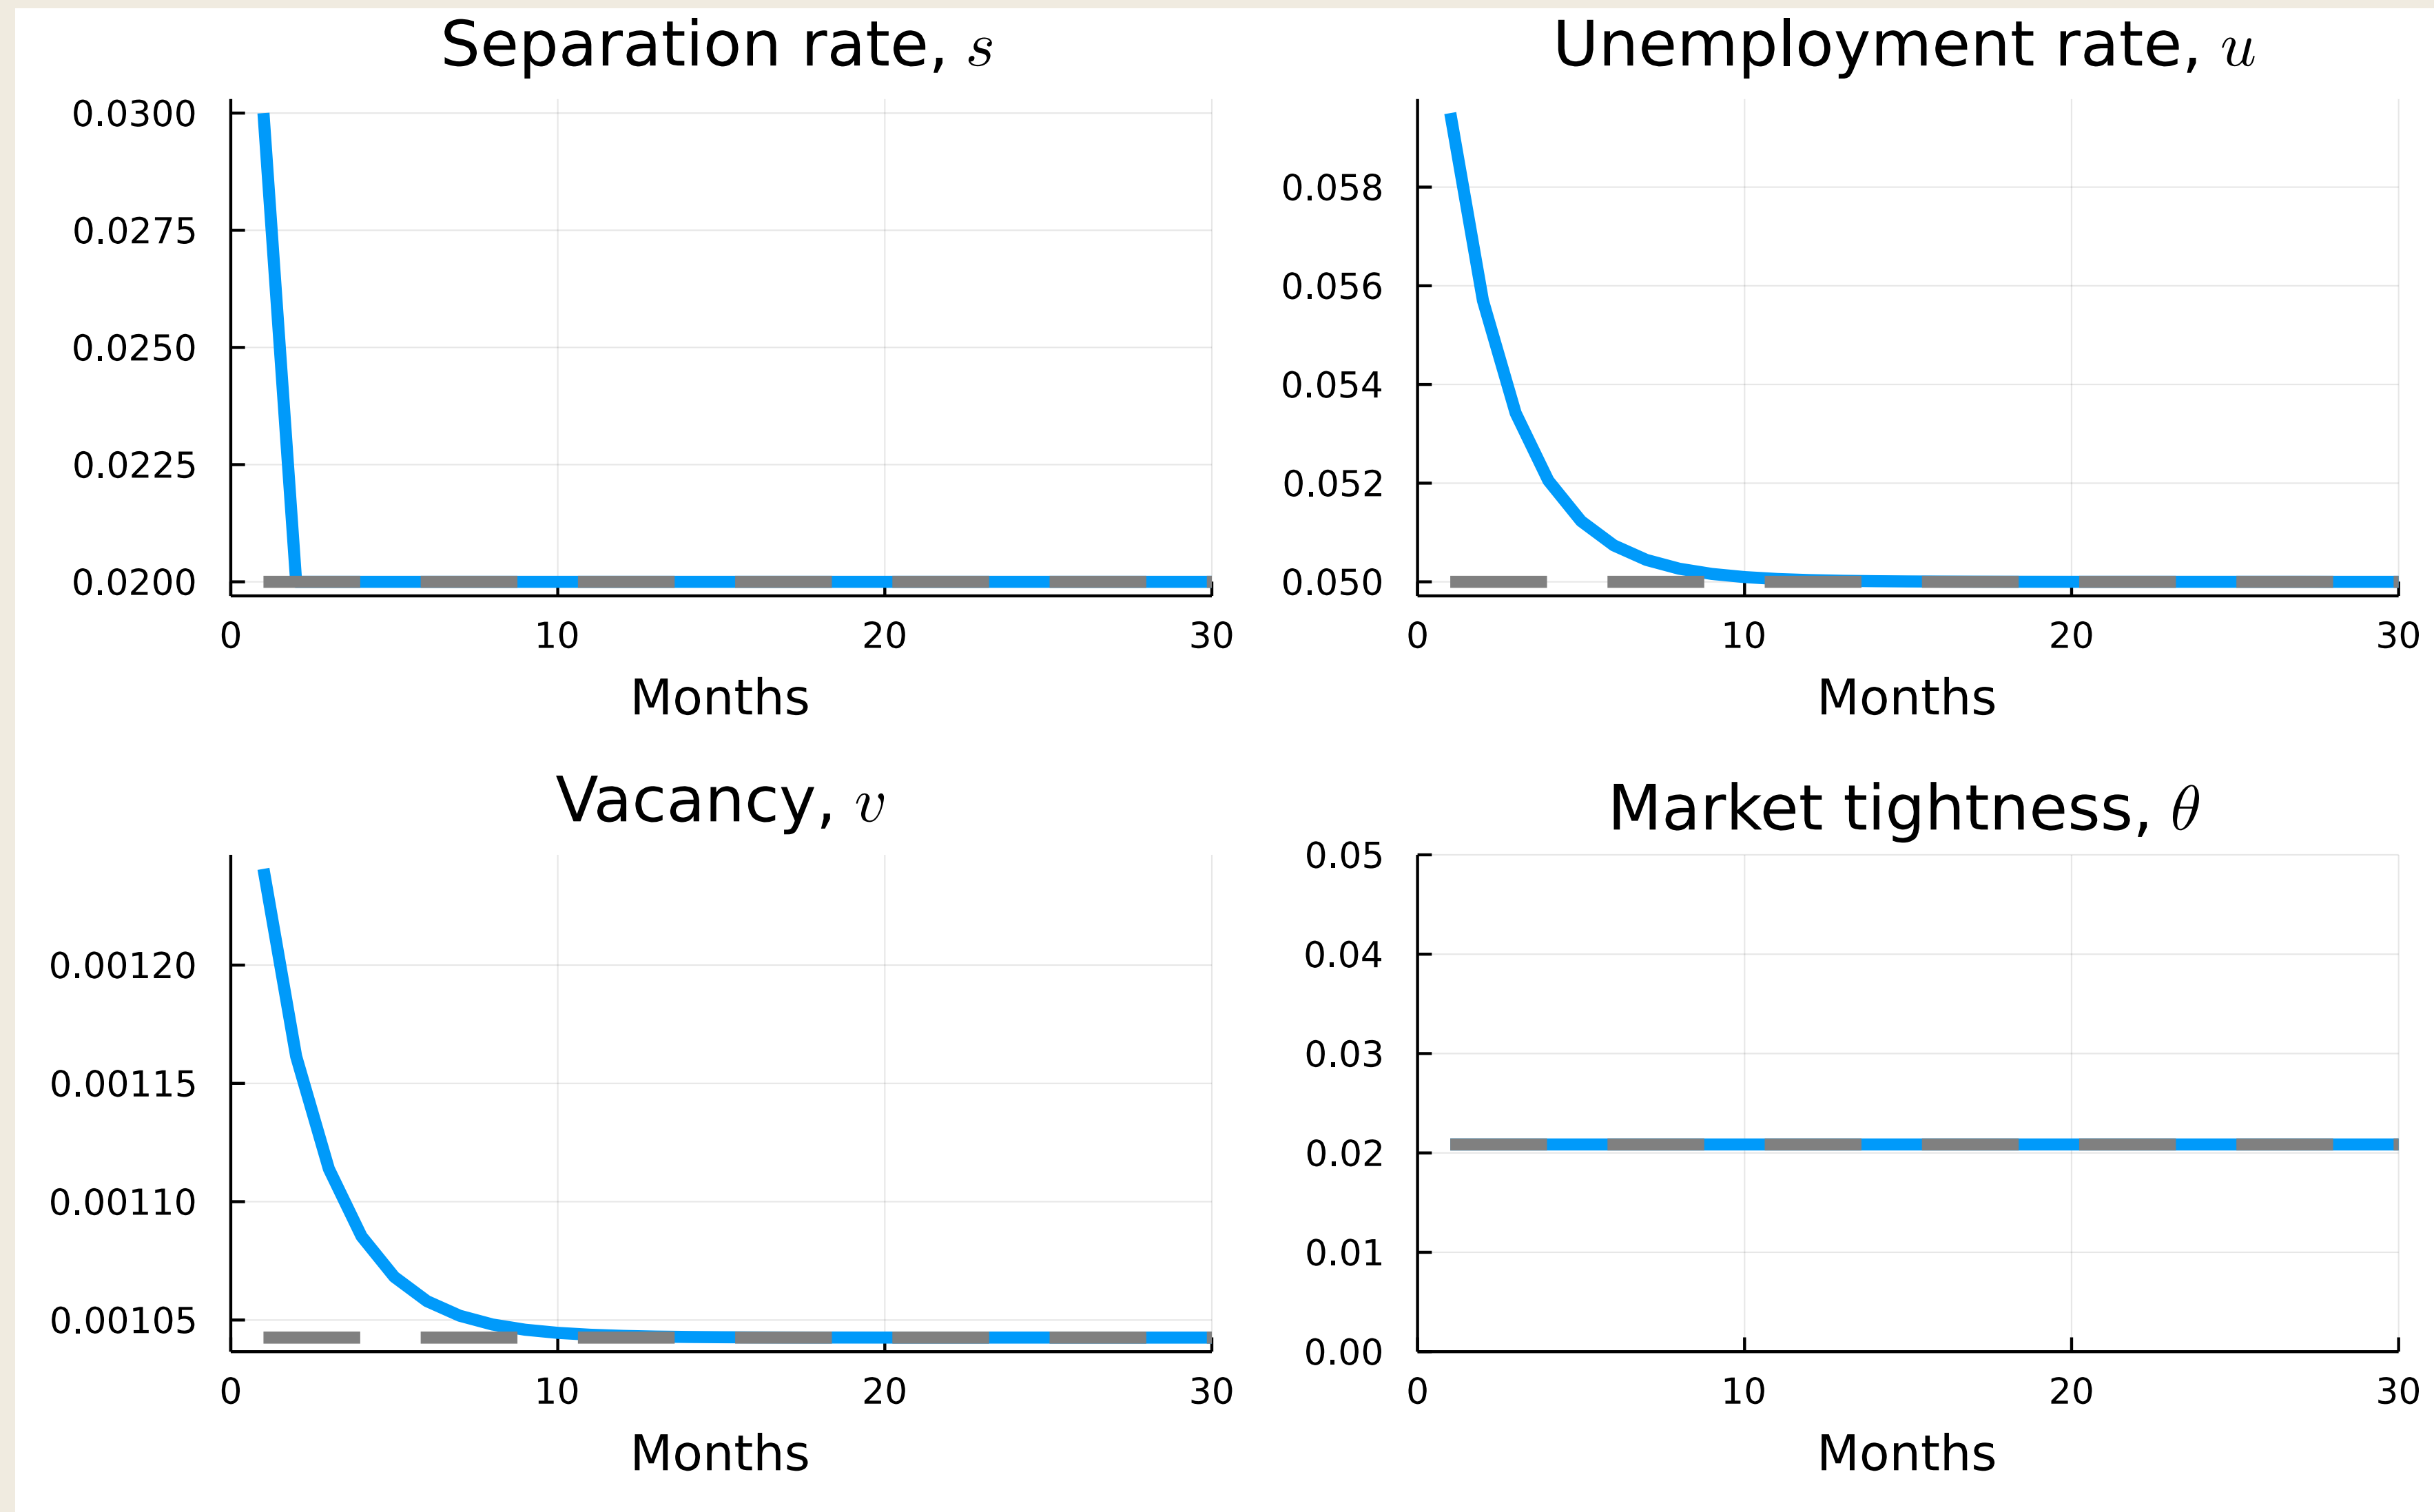 Separation rate, s
0.0300
0.0275
0.0250
0.0225
0.0200
0 10 20 30
Months
Unemployment rate, u
0.058
0.056
0.054
0.052
0.050
0 10 20 30
Months
Vacancy, v
0.00120
0.00115
0.00110
0.00105
0 10 20 30
Months
Market tightness, θ
0.05
0.04
0.03
0.02
0.01
0.00
0 10 20 30
Months